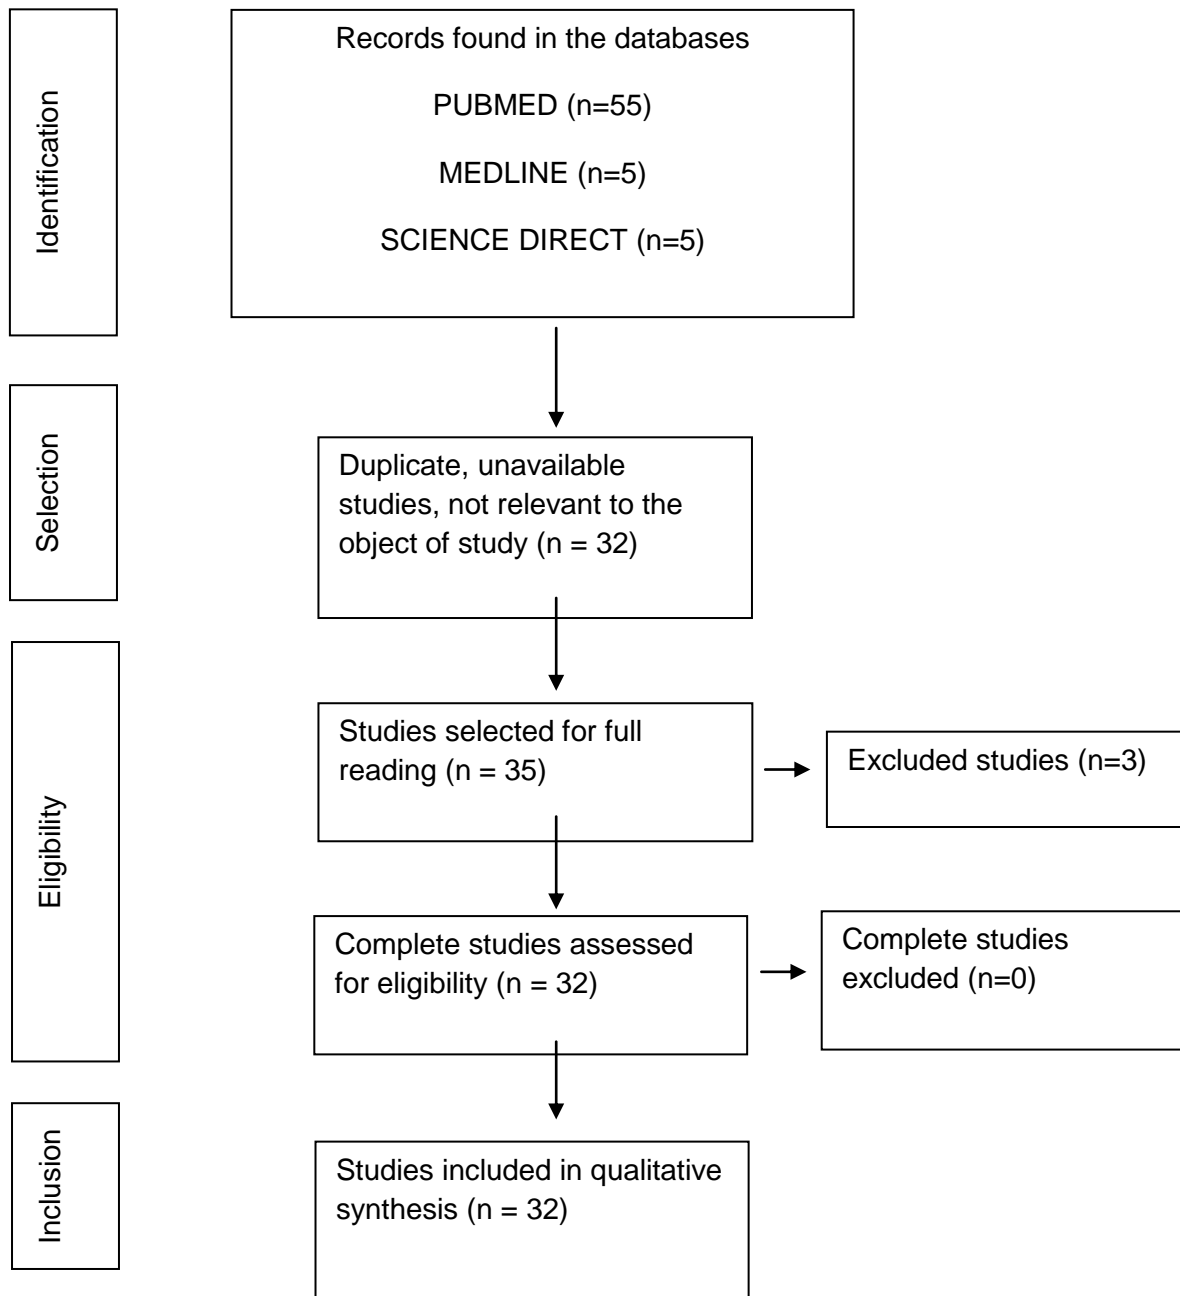 Identification
Records found in the databases
PUBMED (n=55)
MEDLINE (n=5)
SCIENCE DIRECT (n=5)
Selection
Duplicate, unavailable
studies, not relevant to the
object of study (n = 32)
Eligibility
Studies selected for full
reading (n = 35)
Excluded studies (n=3)
Complete studies assessed
for eligibility (n = 32)
Complete studies
excluded (n=0)
Inclusion
Studies included in qualitative
synthesis (n = 32)